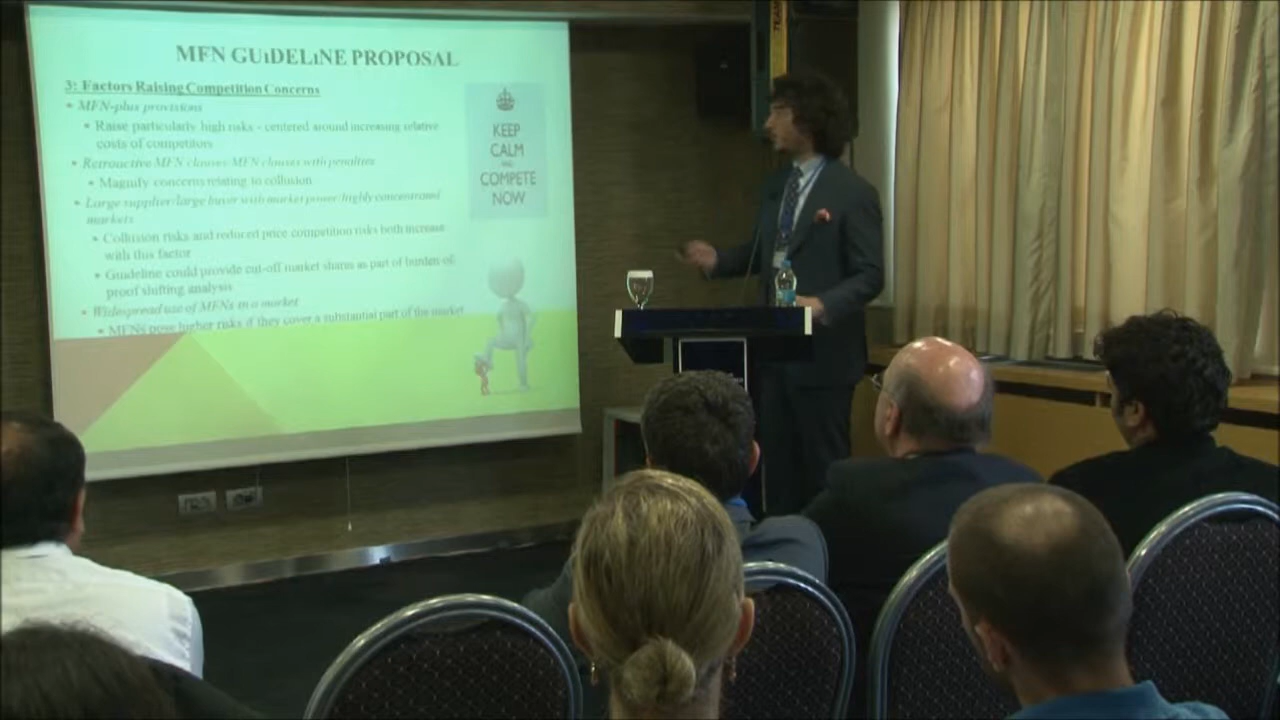 MFN GUıDELıNE PROPOSAL
3: Factors Raising Competition Concerns
• MFN-plus provisions
• Raise particularly high risks - centered around increasing relative
costs of competitors
• Retroactive MFN clauses/MFN clauses with penalties
• Magnify concerns relating to collusion
• Large supplier/large buyer with market power/highly concentrated
markets
• Collusion risks and reduced price competition risks both increase
with this factor
• Guideline could provide cut-off market shares as part of burden of
proof shifting analysis
• Widespread use of MFNs in a market
• MFNs pose higher risks if they cover a substantial part of the market
KEEP
CALM
AND
COMPETE
NOW
TEAM